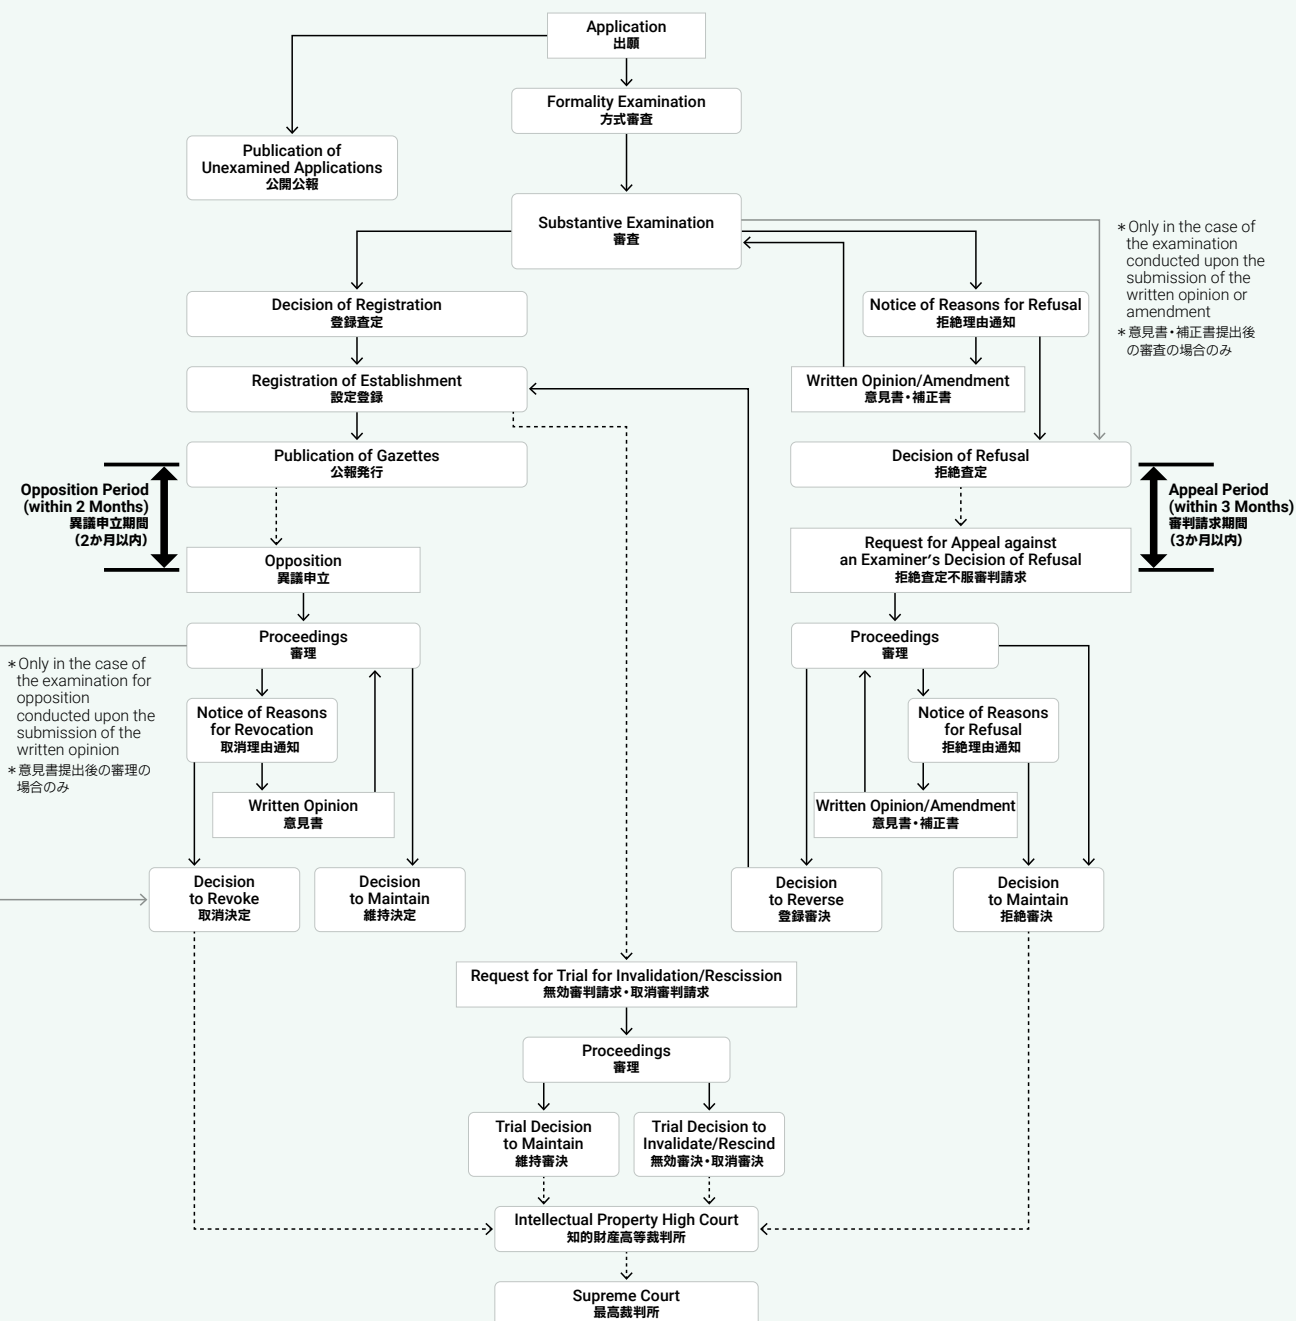 Application
出願
Formality Examination
方式審査
Publication of
Unexamined Applications
公開公報
Substantive Examination
審査
*Only in the case of
the examination
conducted upon the
submission of the
written opinion or
amendment
*意見書・補正書提出後
の審査の場合のみ
Decision of Registration
登録査定
Notice of Reasons for Refusal
拒絶理由通知
Registration of Establishment
設定登録
Written Opinion/Amendment
意見書・補正書
Publication of Gazettes
公報発行
Decision of Refusal
拒絶査定
Opposition Period
(within 2 Months)
異議申立期間
(2か月以内)
Appeal Period
(within 3 Months)
審判請求期間
(3か月以内)
Opposition
異議申立
Request for Appeal against
an Examiner's Decision of Refusal
拒絶査定不服審判請求
Proceedings
審理
Proceedings
審理
*Only in the case of
the examination for
opposition
conducted upon the
submission of the
written opinion
*意見書提出後の審理の
場合のみ
Notice of Reasons
for Revocation
取消理由通知
Notice of Reasons
for Refusal
拒絶理由通知
Written Opinion
意見書
Written Opinion/Amendment
意見書・補正書
Decision
to Revoke
取消決定
Decision
to Maintain
維持決定
Decision
to Reverse
登録審決
Decision
to Maintain
拒絶審決
Request for Trial for Invalidation/Rescission
無効審判請求・取消審判請求
Proceedings
審理
Trial Decision
to Maintain
維持審決
Trial Decision to
Invalidate/Rescind
無効審決・取消審決
Intellectual Property High Court
知的財産高等裁判所
Supreme Court
最高裁判所